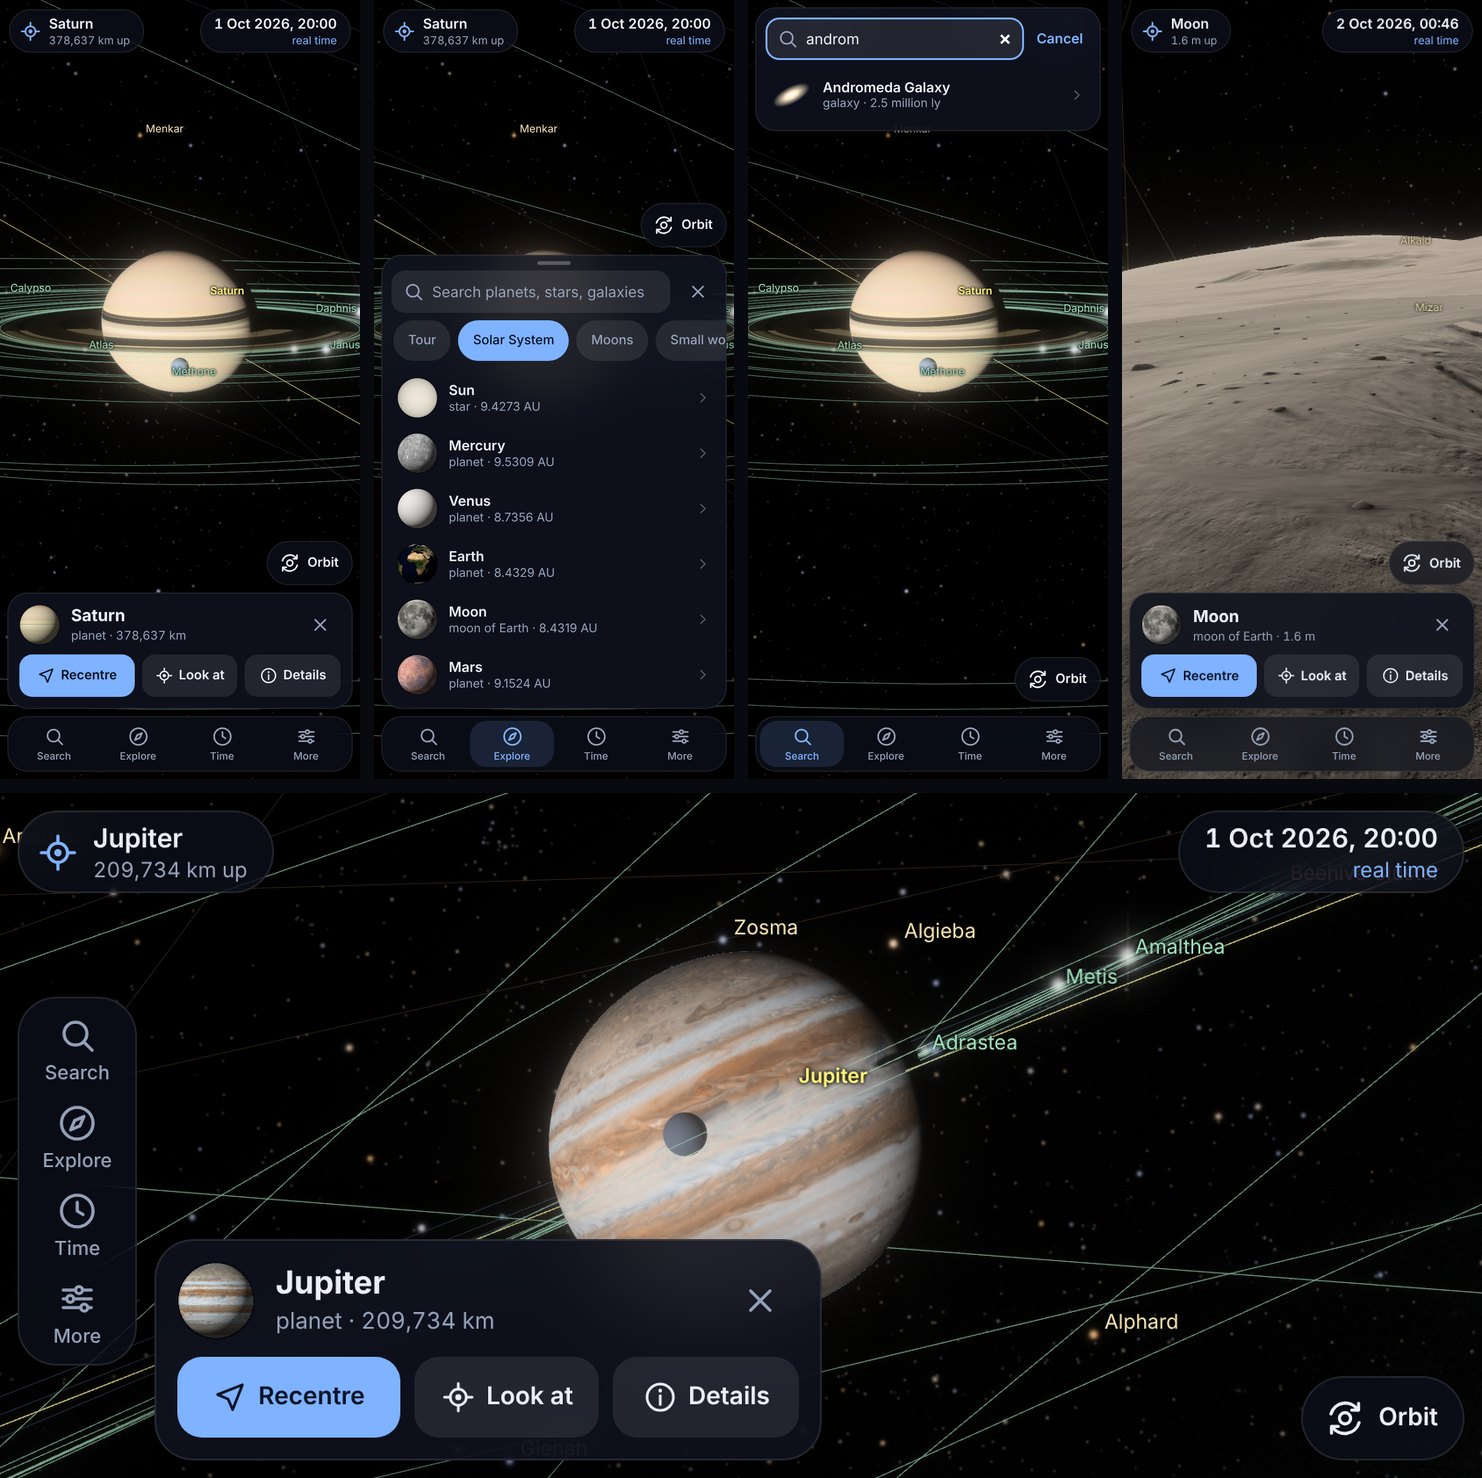 Saturn
378,637 km up
1 Oct 2026, 20:00
real time
Menkar
Calypso
Saturn
Daphnis
Atlas
Janus
Methone
Orbit
Saturn
planet · 378,637 km
Recentre
Look at
Details
Search
Explore
Time
More
Saturn
378,637 km up
1 Oct 2026, 20:00
real time
Menkar
Orbit
Search planets, stars, galaxies
Tour
Solar System
Moons
Small wo
Sun
star · 9.4273 AU
Mercury
planet · 9.5309 AU
Venus
planet · 8.7356 AU
Earth
planet · 8.4329 AU
Moon
moon of Earth · 8.4319 AU
Mars
planet · 9.1524 AU
Search
Explore
Time
More
androm
Cancel
Andromeda Galaxy
galaxy · 2.5 million ly
Menkar
Calypso
Saturn
Daphnis
Atlas
Janus
Methone
Orbit
Search
Explore
Time
More
Moon
1.6 m up
2 Oct 2026, 00:46
real time
Alkaid
Mizar
Orbit
Moon
moon of Earth · 1.6 m
Recentre
Look at
Details
Search
Explore
Time
More
Jupiter
209,734 km up
1 Oct 2026, 20:00
real time
Zosma
Algieba
Amalthea
Metis
Adrastea
Jupiter
Search
Explore
Time
More
Jupiter
planet · 209,734 km
Recentre
Look at
Details
Alphard
Gienah
Orbit